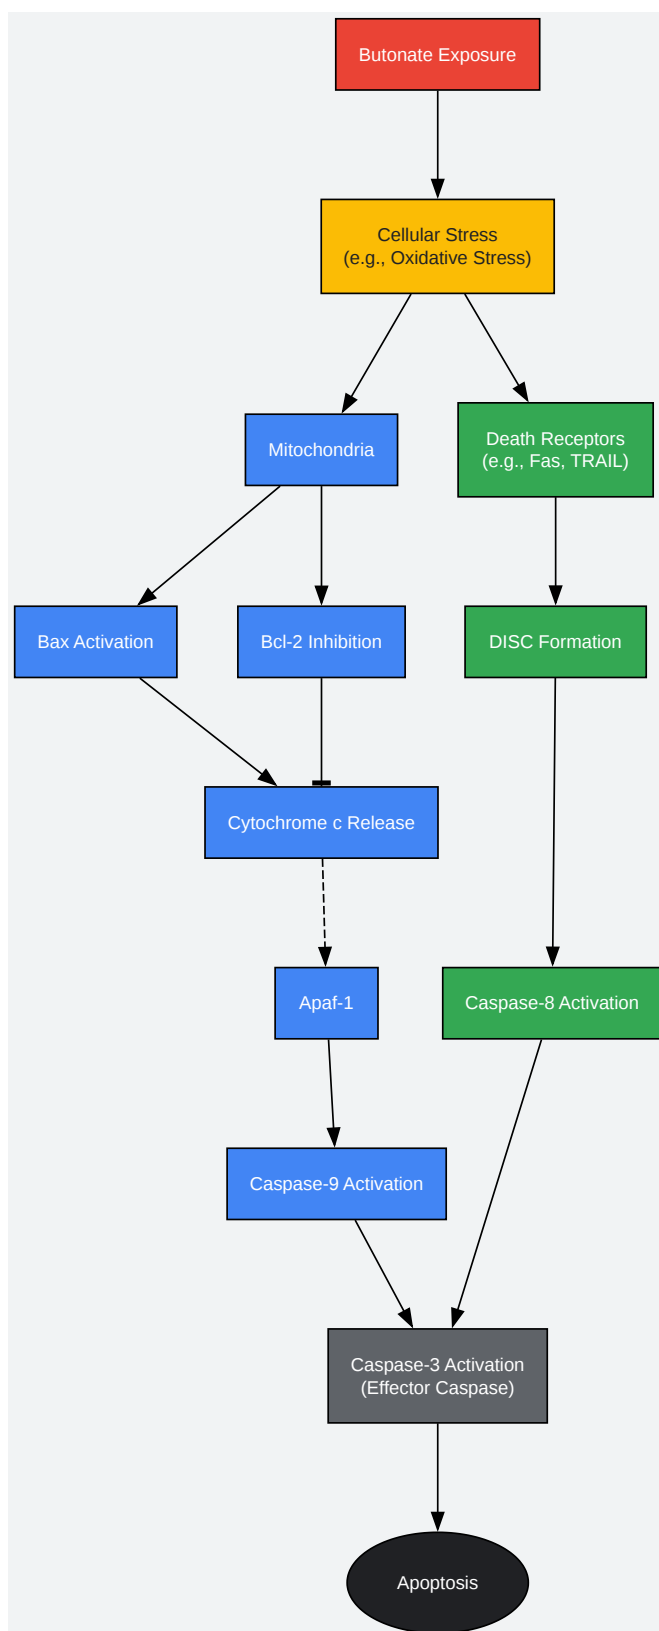 Butonate Exposure
Cellular Stress
(e.g., Oxidative Stress)
Mitochondria
Death Receptors
(e.g., Fas, TRAIL)
Bax Activation
Bcl-2 Inhibition
DISC Formation
Cytochrome c Release
Apaf-1
Caspase-8 Activation
Caspase-9 Activation
Caspase-3 Activation
(Effector Caspase)
Apoptosis